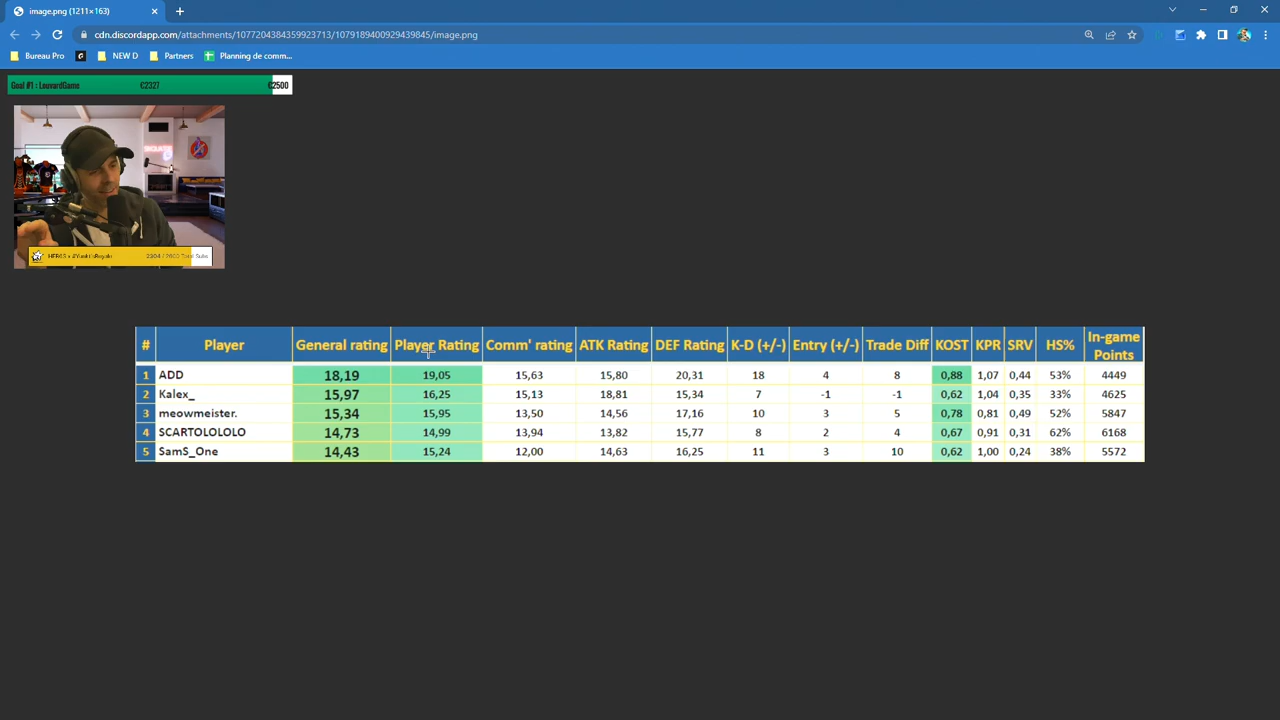 image.png (1211×163)
cdn.discordapp.com/attachments/1077204384359923713/1079189400929439845/image.png
Bureau Pro NEW D Partners Planning de comm...
Goal #1 : LouvardGame €2327 €2500
Total Subs
# Player General rating Player Rating Comm' rating ATK Rating DEF Rating K-D (+/-) Entry (+/-) Trade Diff KOST KPR SRV HS% In-game Points
1 ADD 18,19 19,05 15,63 15,80 20,31 18 4 8 0,88 1,07 0,44 53% 4449
2 Kalex_ 15,97 16,25 15,13 18,81 15,34 7 -1 -1 0,62 1,04 0,35 33% 4625
3 meowmeister. 15,34 15,95 13,50 14,56 17,16 10 3 5 0,78 0,81 0,49 52% 5847
4 SCARTOLOLOLO 14,73 14,99 13,94 13,82 15,77 8 2 4 0,67 0,91 0,31 62% 6168
5 SamS_One 14,43 15,24 12,00 14,63 16,25 11 3 10 0,62 1,00 0,24 38% 5572